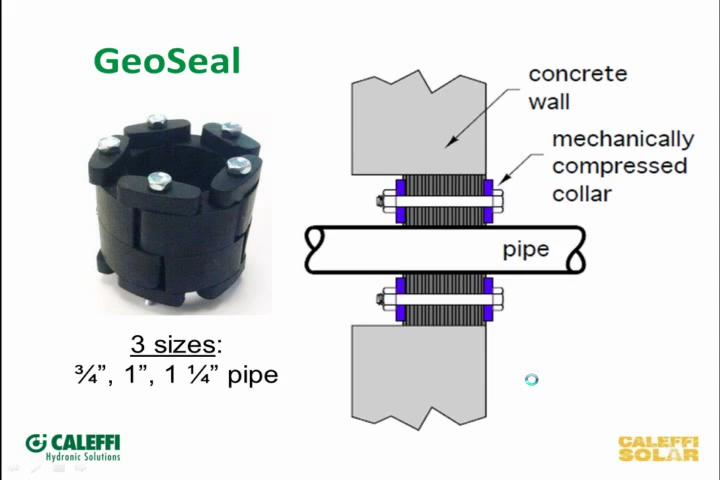 GeoSeal
concrete
wall
mechanically
compressed
collar
pipe
3 sizes:
¾”, 1”, 1 ¼” pipe
CALEFFI
Hydronic Solutions
CALEFFI
SOLAR